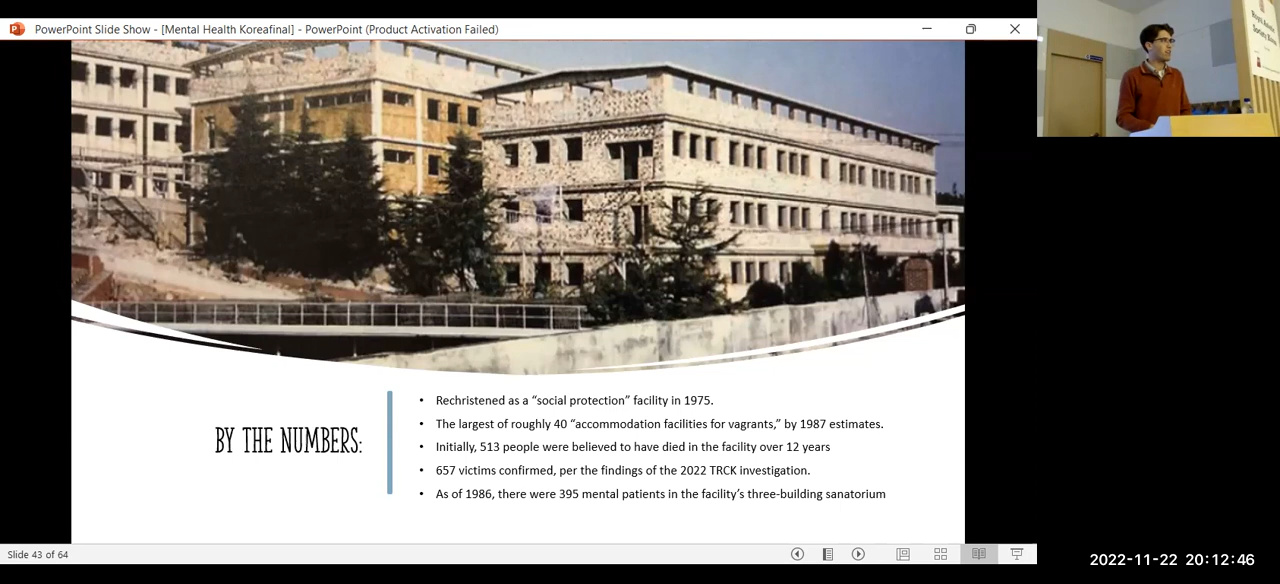 PowerPoint Slide Show - [Mental Health Koreafinal] - PowerPoint (Product Activation Failed)
Royal Asiatic
Society Korea
BY THE NUMBERS:
• Rechristened as a “social protection” facility in 1975.
• The largest of roughly 40 “accommodation facilities for vagrants,” by 1987 estimates.
• Initially, 513 people were believed to have died in the facility over 12 years
• 657 victims confirmed, per the findings of the 2022 TRCK investigation.
• As of 1986, there were 395 mental patients in the facility’s three-building sanatorium
Slide 43 of 64
2022-11-22 20:12:46